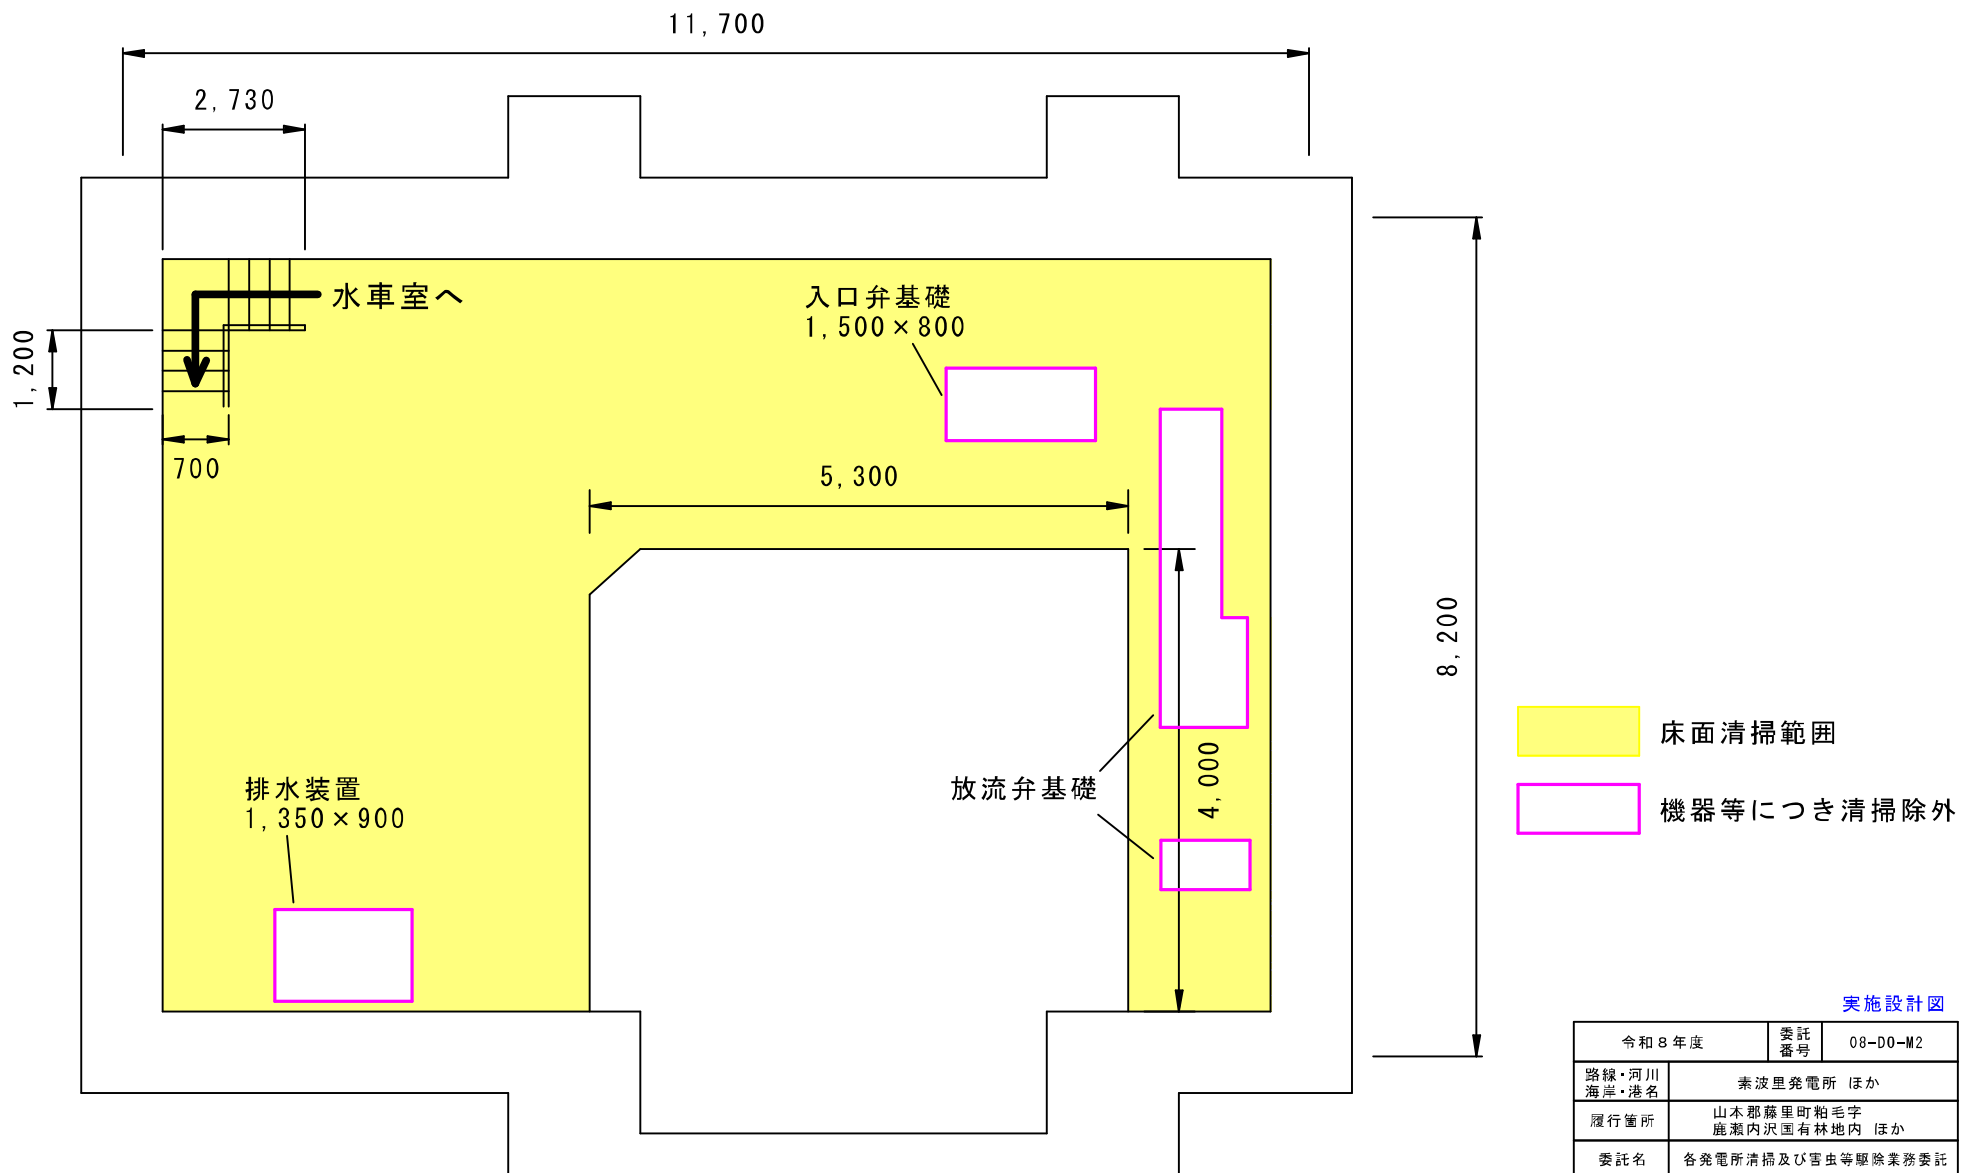 11,700
2,730
水車室へ
入口弁基礎
1,500×800
1,200
700
5,300
8,200
4,000
放流弁基礎
排水装置
1,350×900
床面清掃範囲
機器等につき清掃除外
実施設計図
令和8年度 委託番号 08-DO-M2
路線・河川 海岸・港名 素波里発電所 ほか
履行箇所 山本郡藤里町粕毛字
鹿瀬内沢国有林地内 ほか
委託名 各発電所清掃及び害虫等駆除業務委託